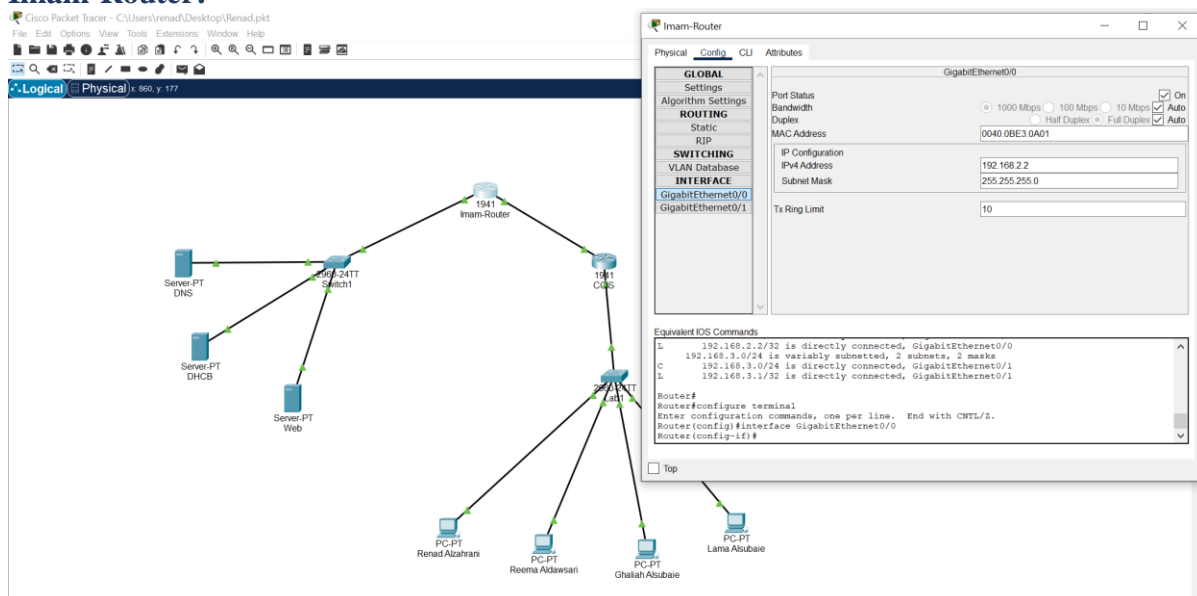 Imam-Router:
Cisco Packet Tracer - C:\Users\renad\Desktop\Renad.pkt
File Edit Options View Tools Extensions Window Help
Logical Physical x: 860, y: 177
1941
Imam-Router
Server-PT
DNS
2960-24TT
Switch1
1941
CCIS
Server-PT
DHCB
Server-PT
Web
2960-24TT
Lab1
PC-PT
Renad Alzahrani
PC-PT
Reema Aldawsari
PC-PT
Ghaliah Alsubaie
PC-PT
Lama Alsubaie
Imam-Router
Physical Config CLI Attributes
GLOBAL
Settings
Algorithm Settings
ROUTING
Static
RIP
SWITCHING
VLAN Database
INTERFACE
GigabitEthernet0/0
GigabitEthernet0/1
GigabitEthernet0/0
Port Status On
Bandwidth 1000 Mbps 100 Mbps 10 Mbps Auto
Duplex Half Duplex Full Duplex Auto
MAC Address 0040.0BE3.0A01
IP Configuration
IPv4 Address 192.168.2.2
Subnet Mask 255.255.255.0
Tx Ring Limit 10
Equivalent IOS Commands
L 192.168.2.2/32 is directly connected, GigabitEthernet0/0
192.168.3.0/24 is variably subnetted, 2 subnets, 2 masks
C 192.168.3.0/24 is directly connected, GigabitEthernet0/1
L 192.168.3.1/32 is directly connected, GigabitEthernet0/1
Router#
Router#configure terminal
Enter configuration commands, one per line. End with CNTL/Z.
Router(config)#interface GigabitEthernet0/0
Router(config-if)#
Top